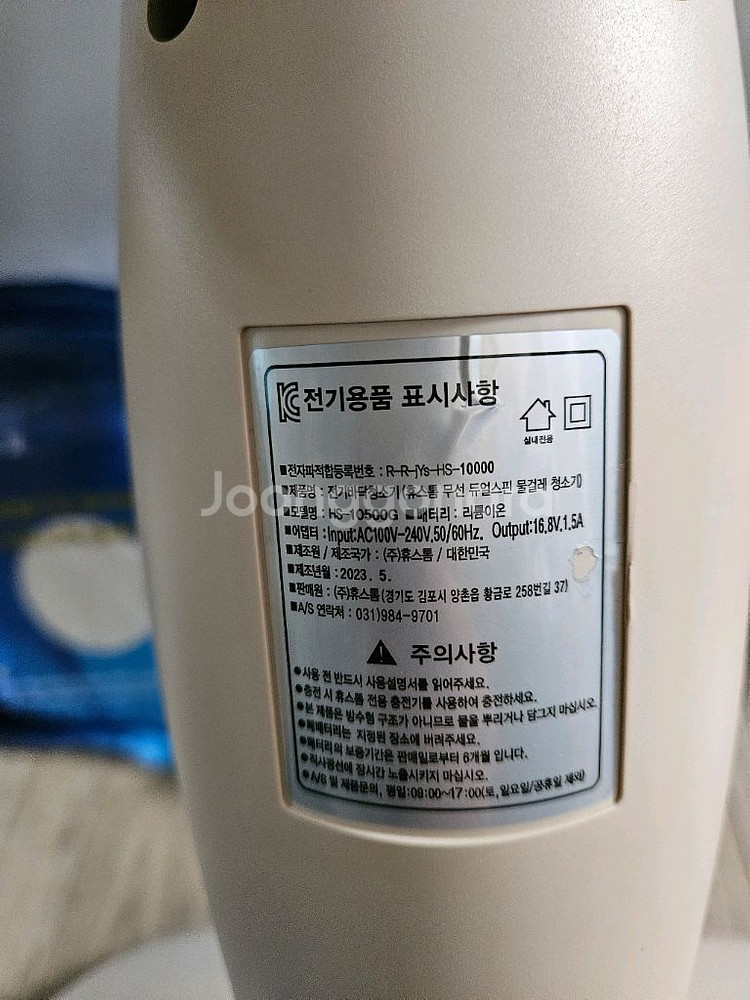 전기용품 표시사항
실내전용
■전자파적합등록번호 : R-R-jYs-HS-10000
■제품명 : 전기바닥청소기(휴스톰 무선 듀얼스핀 물걸레 청소기)
■모델명 : HS-10500G ■배터리 : 리튬이온
■어댑터 : Input:AC100V~240V,50/60Hz, Output:16.8V.1.5A
■제조원 / 제조국가 : (주)휴스톰 / 대한민국
■제조년월 : 2023. 5.
■판매원 : (주)휴스톰(경기도 김포시 양촌읍 황금로 258번길 37)
■A/S 연락처 : 031)984-9701
주의사항
●사용 전 반드시 사용설명서를 읽어주세요.
●충전 시 휴스톰 전용 충전기를 사용하여 충전하세요.
●본 제품은 방수형 구조가 아니므로 물을 뿌리거나 담그지 마십시오.
●폐배터리는 지정된 장소에 버려주세요.
●배터리의 보증기간은 판매일로부터 6개월 입니다.
●직사광선에 장시간 노출시키지 마십시오.
●A/S 및 제품문의, 평일:08:00~17:00(토,일요일/공휴일 제외)